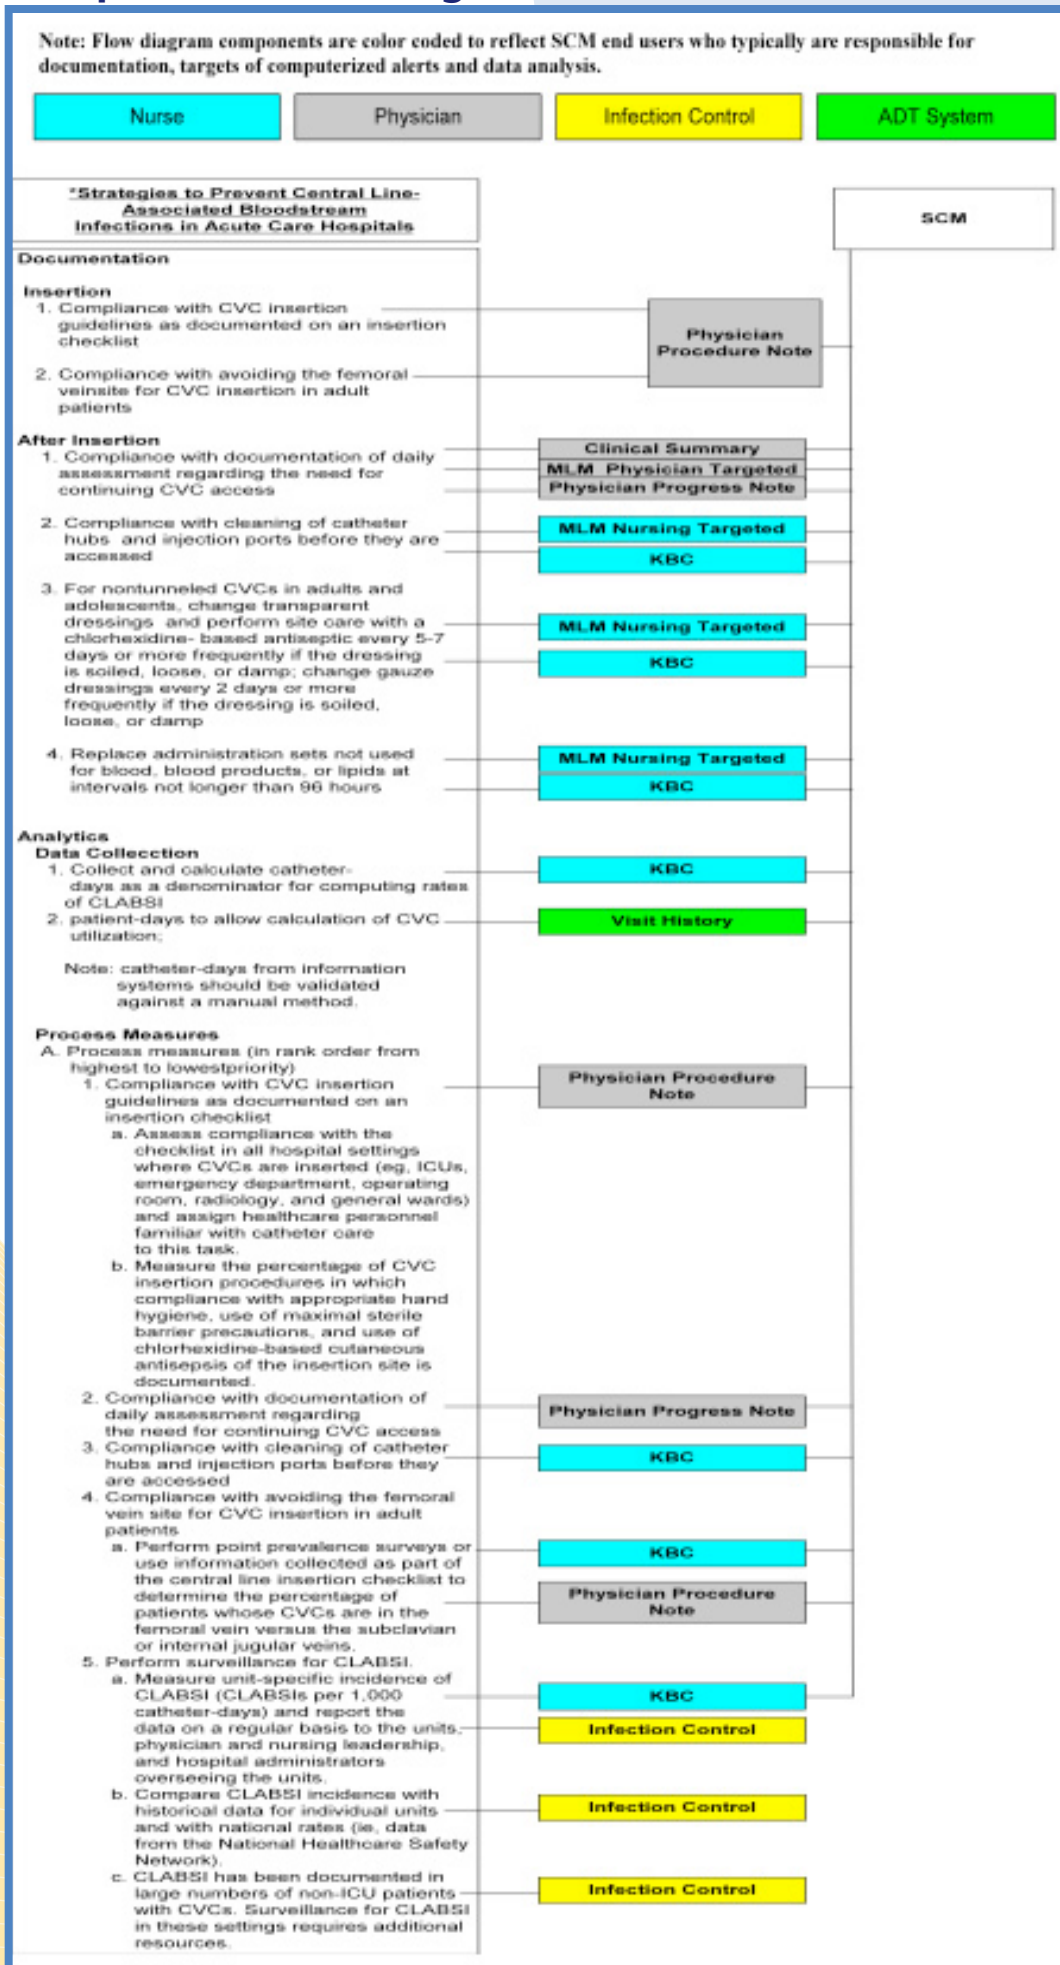 Note: Flow diagram components are color coded to reflect SCM end users who typically are responsible for
documentation, targets of computerized alerts and data analysis.
Nurse
Physician
Infection Control
ADT System
*Strategies to Prevent Central Line-
Associated Bloodstream
Infections in Acute Care Hospitals
SCM
Documentation
Insertion
1. Compliance with CVC insertion
guidelines as documented on an insertion
checklist
Physician
Procedure Note
2. Compliance with avoiding the femoral
veinsite for CVC insertion in adult
patients
After Insertion
1. Compliance with documentation of daily
assessment regarding the need for
continuing CVC access
Clinical Summary
MLM Physician Targeted
Physician Progress Note
2. Compliance with cleaning of catheter
hubs and injection ports before they are
accessed
MLM Nursing Targeted
KBC
3. For nontunneled CVCs in adults and
adolescents, change transparent
dressings and perform site care with a
chlorhexidine- based antiseptic every 5-7
days or more frequently if the dressing
is soiled, loose, or damp; change gauze
dressings every 2 days or more
frequently if the dressing is soiled,
loose, or damp
MLM Nursing Targeted
KBC
4. Replace administration sets not used
for blood, blood products, or lipids at
intervals not longer than 96 hours
MLM Nursing Targeted
KBC
Analytics
Data Collecction
1. Collect and calculate catheter-
days as a denominator for computing rates
of CLABSI
KBC
2. patient-days to allow calculation of CVC
utilization;
Visit History
Note: catheter-days from information
systems should be validated
against a manual method.
Process Measures
A. Process measures (in rank order from
highest to lowestpriority)
1. Compliance with CVC insertion
guidelines as documented on an
insertion checklist
Physician Procedure
Note
a. Assess compliance with the
checklist in all hospital settings
where CVCs are inserted (eg, ICUs,
emergency department, operating
room, radiology, and general wards)
and assign healthcare personnel
familiar with catheter care
to this task.
b. Measure the percentage of CVC
insertion procedures in which
compliance with appropriate hand
hygiene, use of maximal sterile
barrier precautions, and use of
chlorhexidine-based cutaneous
antisepsis of the insertion site is
documented.
2. Compliance with documentation of
daily assessment regarding
the need for continuing CVC access
Physician Progress Note
3. Compliance with cleaning of catheter
hubs and injection ports before they
are accessed
KBC
4. Compliance with avoiding the femoral
vein site for CVC insertion in adult
patients
a. Perform point prevalence surveys or
use information collected as part of
the central line insertion checklist to
determine the percentage of
patients whose CVCs are in the
femoral vein versus the subclavian
or internal jugular veins.
KBC
Physician Procedure
Note
5. Perform surveillance for CLABSI.
a. Measure unit-specific incidence of
CLABSI (CLABSIs per 1,000
catheter-days) and report the
data on a regular basis to the units,
physician and nursing leadership,
and hospital administrators
overseeing the units.
KBC
Infection Control
b. Compare CLABSI incidence with
historical data for individual units
and with national rates (ie, data
from the National Healthcare Safety
Network).
Infection Control
c. CLABSI has been documented in
large numbers of non-ICU patients
with CVCs. Surveillance for CLABSI
in these settings requires additional
resources.
Infection Control